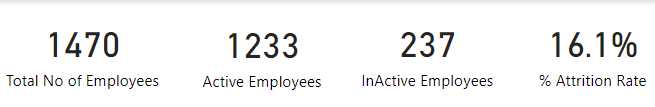 1470 1233 237 16.1%
Total No of Employees Active Employees InActive Employees % Attrition Rate